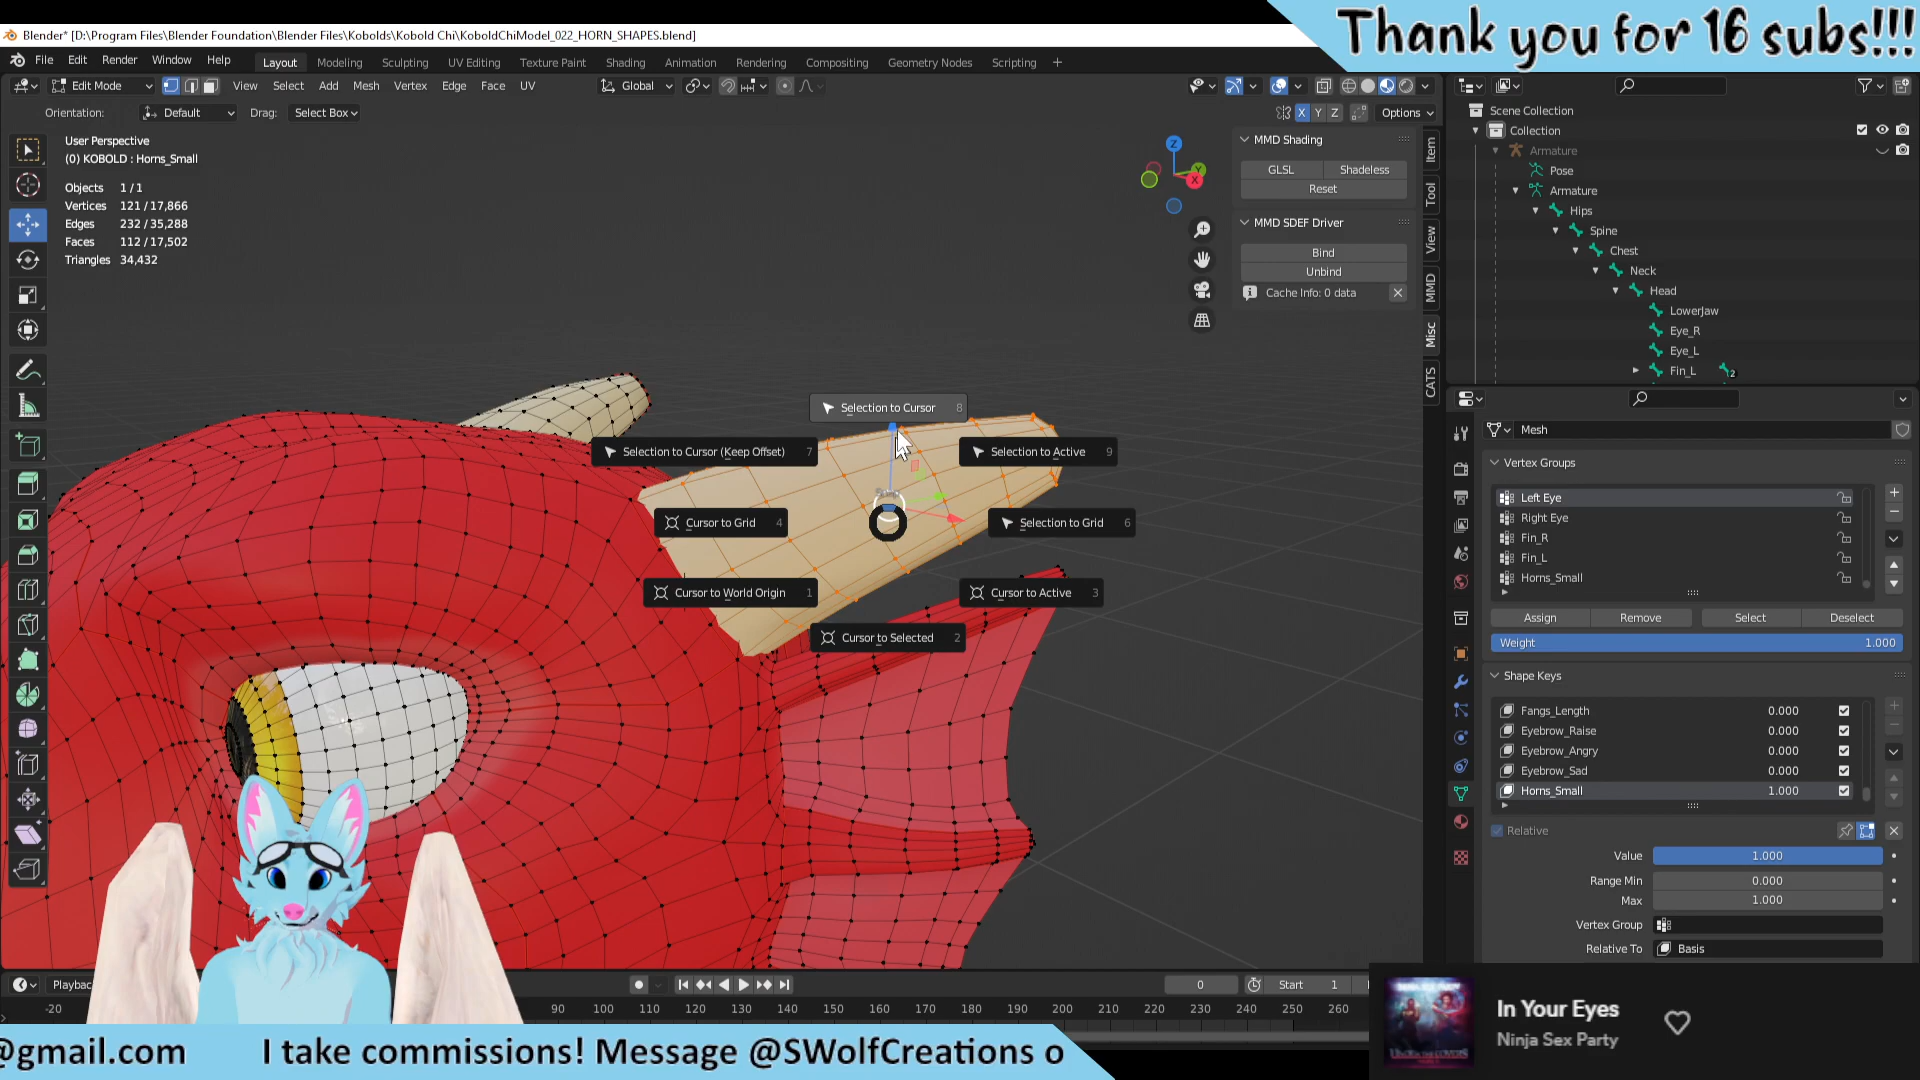 Blender* [D:\Program Files\Blender Foundation\Blender Files\Kobolds\Kobold Chi\KoboldChiModel_022_HORN_SHAPES.blend]
Thank you for 16 subs!!!
File Edit Render Window Help Layout Modeling Sculpting UV Editing Texture Paint Shading Animation Rendering Compositing Geometry Nodes Scripting +
Edit Mode View Select Add Mesh Vertex Edge Face UV Global
Orientation: Default Drag: Select Box X Y Z Options
User Perspective
(0) KOBOLD : Horns_Small
Objects 1 / 1
Vertices 121 / 17,866
Edges 232 / 35,288
Faces 112 / 17,502
Triangles 34,432
Z
X
MMD Shading
GLSL Shadeless
Reset
MMD SDEF Driver
Bind
Unbind
Cache Info: 0 data
Item
Tool
View
MMD
Misc
CATS
Selection to Cursor 8
Selection to Cursor (Keep Offset) 7
Selection to Active 9
Cursor to Grid 4
Selection to Grid 6
Cursor to World Origin 1
Cursor to Active 3
Cursor to Selected 2
Scene Collection
Collection
Armature
Pose
Armature
Hips
Spine
Chest
Neck
Head
LowerJaw
Eye_R
Eye_L
Fin_L 2
Mesh
Vertex Groups
Left Eye
Right Eye
Fin_R
Fin_L
Horns_Small
Assign Remove Select Deselect
Weight 1.000
Shape Keys
Fangs_Length 0.000
Eyebrow_Raise 0.000
Eyebrow_Angry 0.000
Eyebrow_Sad 0.000
Horns_Small 1.000
Relative
Value 1.000
Range Min 0.000
Max 1.000
Vertex Group
Relative To Basis
Playbac 0 Start 1
-20 90 100 110 120 130 140 150 160 170 180 190 200 210 220 230 240 250 260
In Your Eyes
Ninja Sex Party
@gmail.com I take commissions! Message @SWolfCreations o